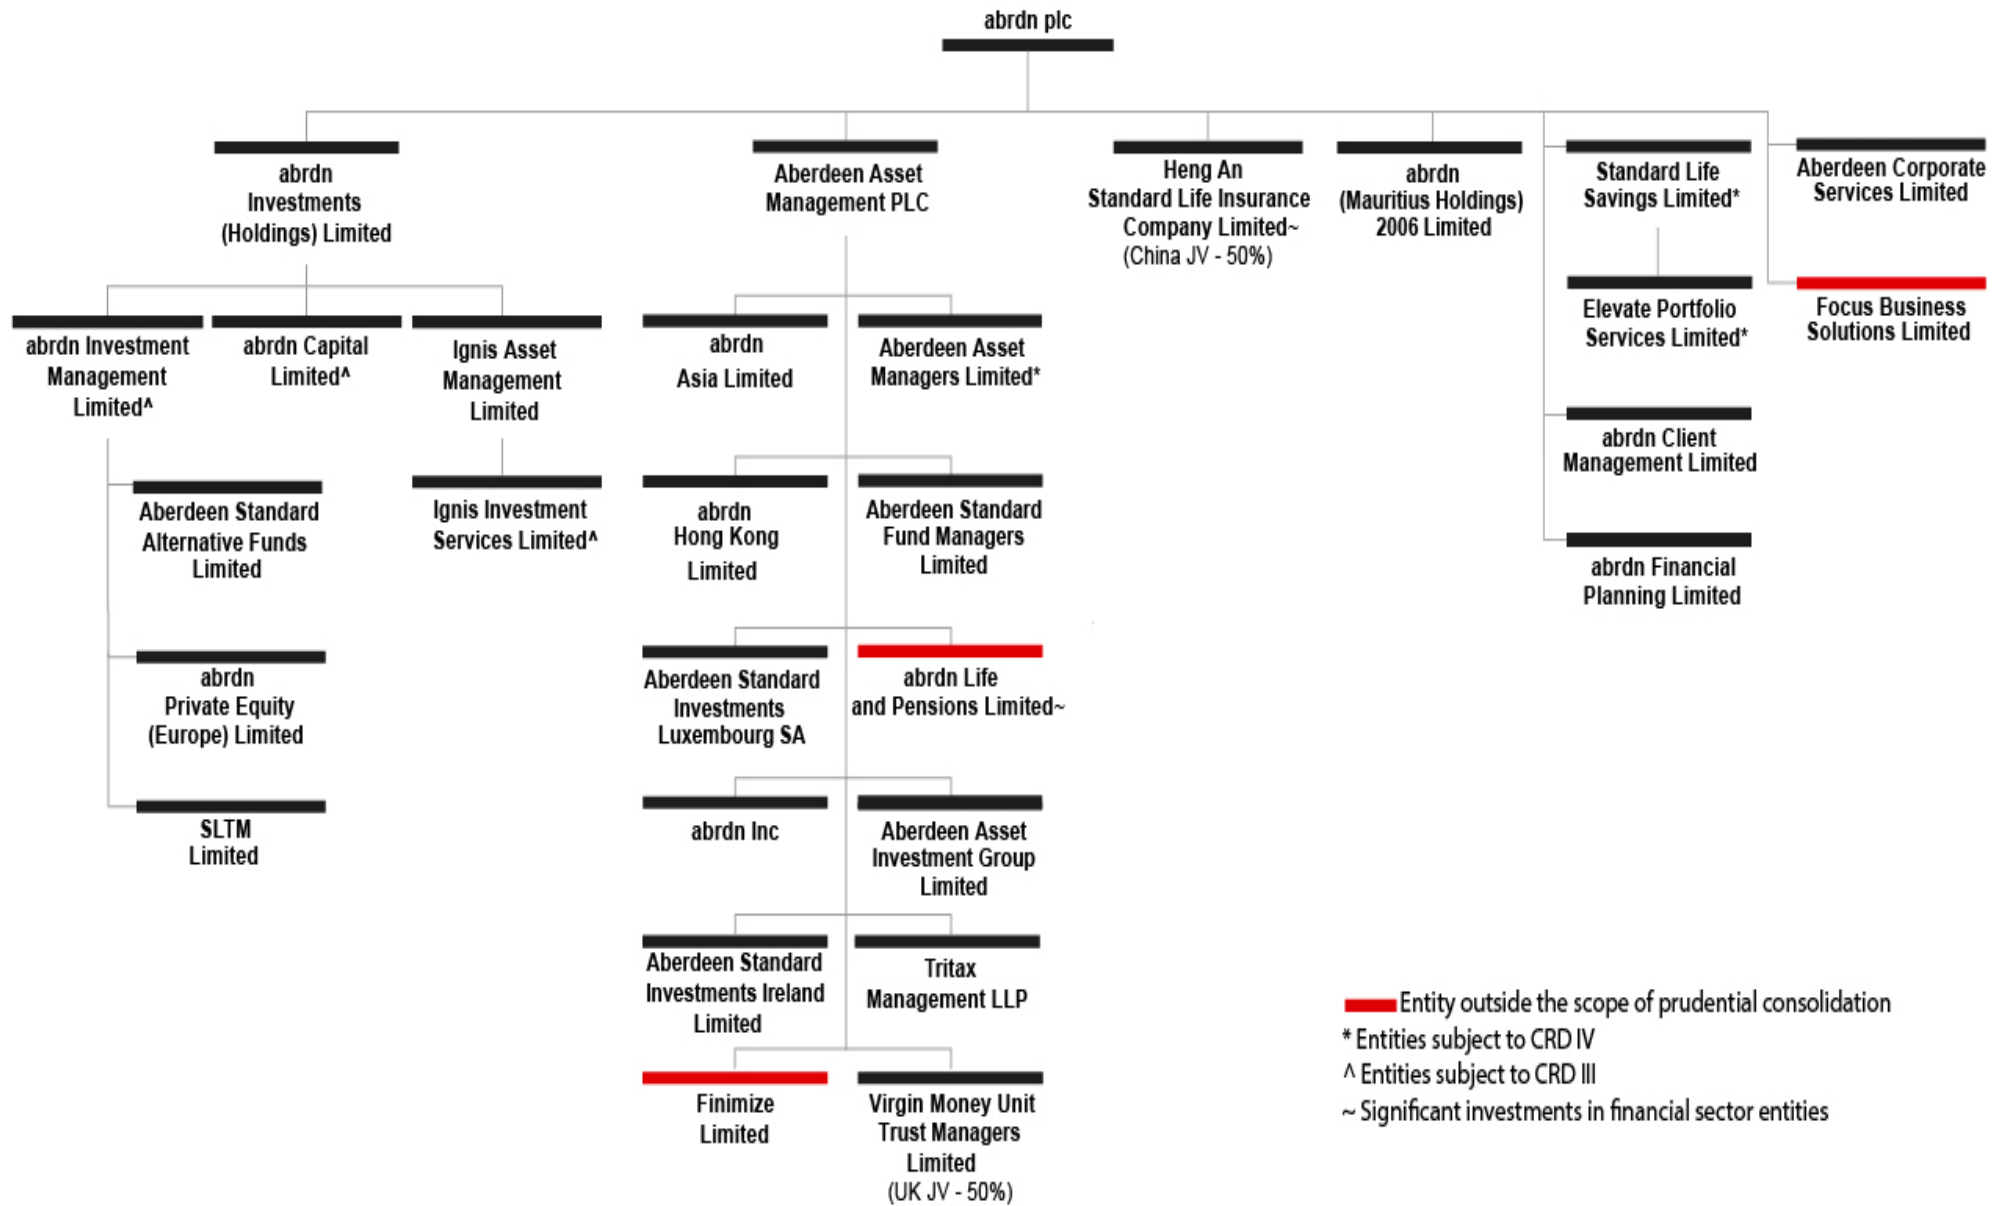 abrdn plc
abrdn
Investments
(Holdings) Limited
Aberdeen Asset
Management PLC
Heng An
Standard Life Insurance
Company Limited~
(China JV - 50%)
abrdn
(Mauritius Holdings)
2006 Limited
Standard Life
Savings Limited*
Aberdeen Corporate
Services Limited
Elevate Portfolio
Services Limited*
Focus Business
Solutions Limited
abrdn Investment
Management
Limited^
abrdn Capital
Limited^
Ignis Asset
Management
Limited
abrdn
Asia Limited
Aberdeen Asset
Managers Limited*
abrdn Client
Management Limited
Aberdeen Standard
Alternative Funds
Limited
Ignis Investment
Services Limited^
abrdn
Hong Kong
Limited
Aberdeen Standard
Fund Managers
Limited
abrdn Financial
Planning Limited
abrdn
Private Equity
(Europe) Limited
Aberdeen Standard
Investments
Luxembourg SA
abrdn Life
and Pensions Limited~
SLTM
Limited
abrdn Inc
Aberdeen Asset
Investment Group
Limited
Aberdeen Standard
Investments Ireland
Limited
Tritax
Management LLP
Finimize
Limited
Virgin Money Unit
Trust Managers
Limited
(UK JV - 50%)
Entity outside the scope of prudential consolidation
* Entities subject to CRD IV
^ Entities subject to CRD III
~ Significant investments in financial sector entities